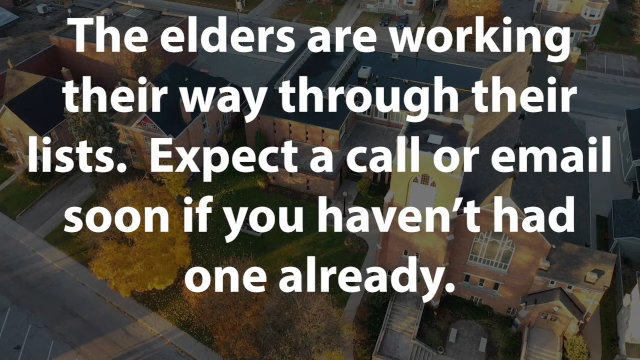 The elders are working
their way through their
lists.  Expect a call or email
soon if you haven’t had
one already.